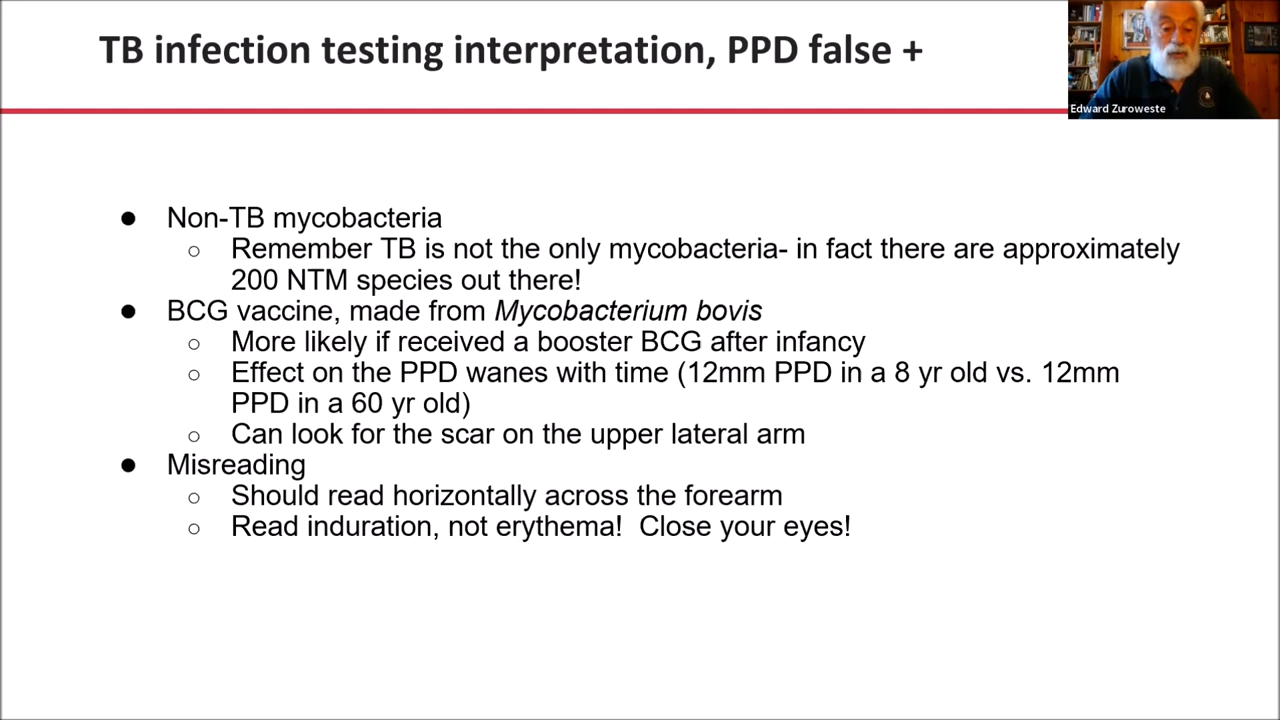 TB infection testing interpretation, PPD false +
Edward Zuroweste
● Non-TB mycobacteria
○ Remember TB is not the only mycobacteria- in fact there are approximately
200 NTM species out there!
● BCG vaccine, made from Mycobacterium bovis
○ More likely if received a booster BCG after infancy
○ Effect on the PPD wanes with time (12mm PPD in a 8 yr old vs. 12mm
PPD in a 60 yr old)
○ Can look for the scar on the upper lateral arm
● Misreading
○ Should read horizontally across the forearm
○ Read induration, not erythema!  Close your eyes!